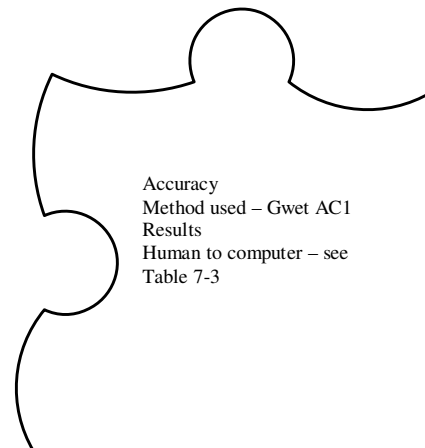 Accuracy
Method used – Gwet AC1
Results
Human to computer – see
Table 7-3